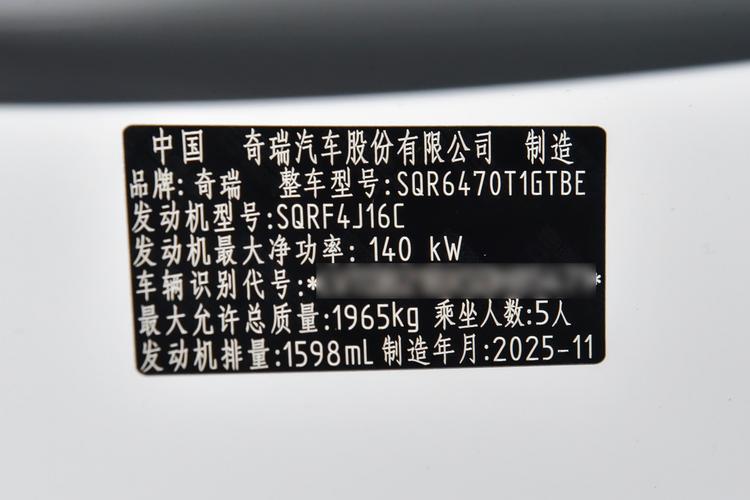 中国 奇瑞汽车股份有限公司 制造
品牌:奇瑞 整车型号:SQR6470T1GTBE
发动机型号:SQRF4J16C
发动机最大净功率:140 kW
车辆识别代号:* *
最大允许总质量:1965kg 乘坐人数:5人
发动机排量:1598mL 制造年月:2025-11